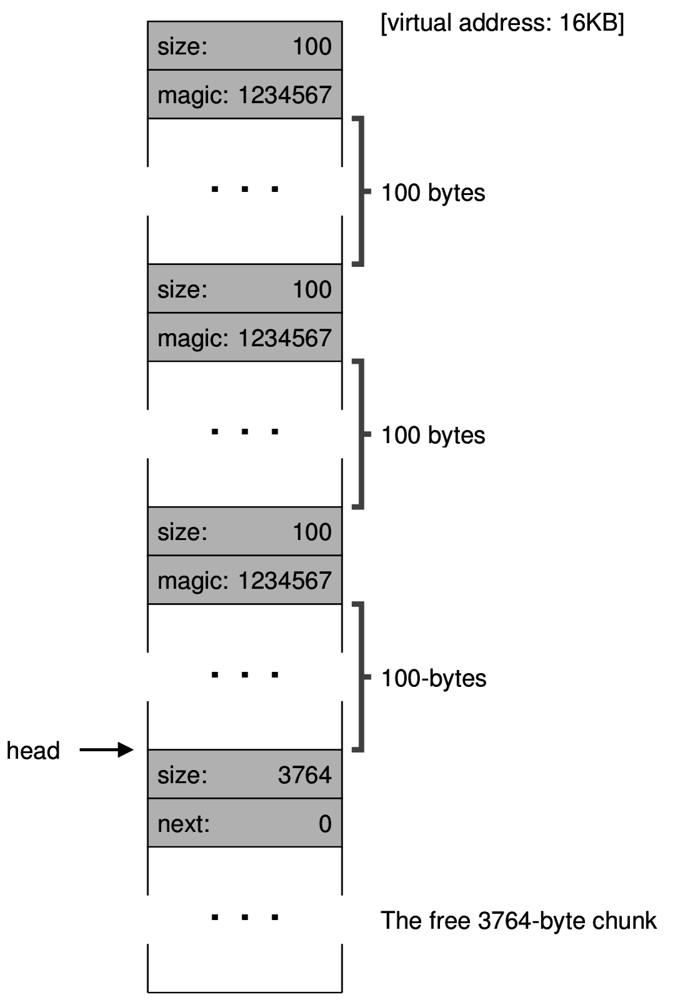 [virtual address: 16KB]
size: 100
magic: 1234567
. . .
100 bytes
size: 100
magic: 1234567
. . .
100 bytes
size: 100
magic: 1234567
. . .
100-bytes
head
size: 3764
next: 0
. . .
The free 3764-byte chunk